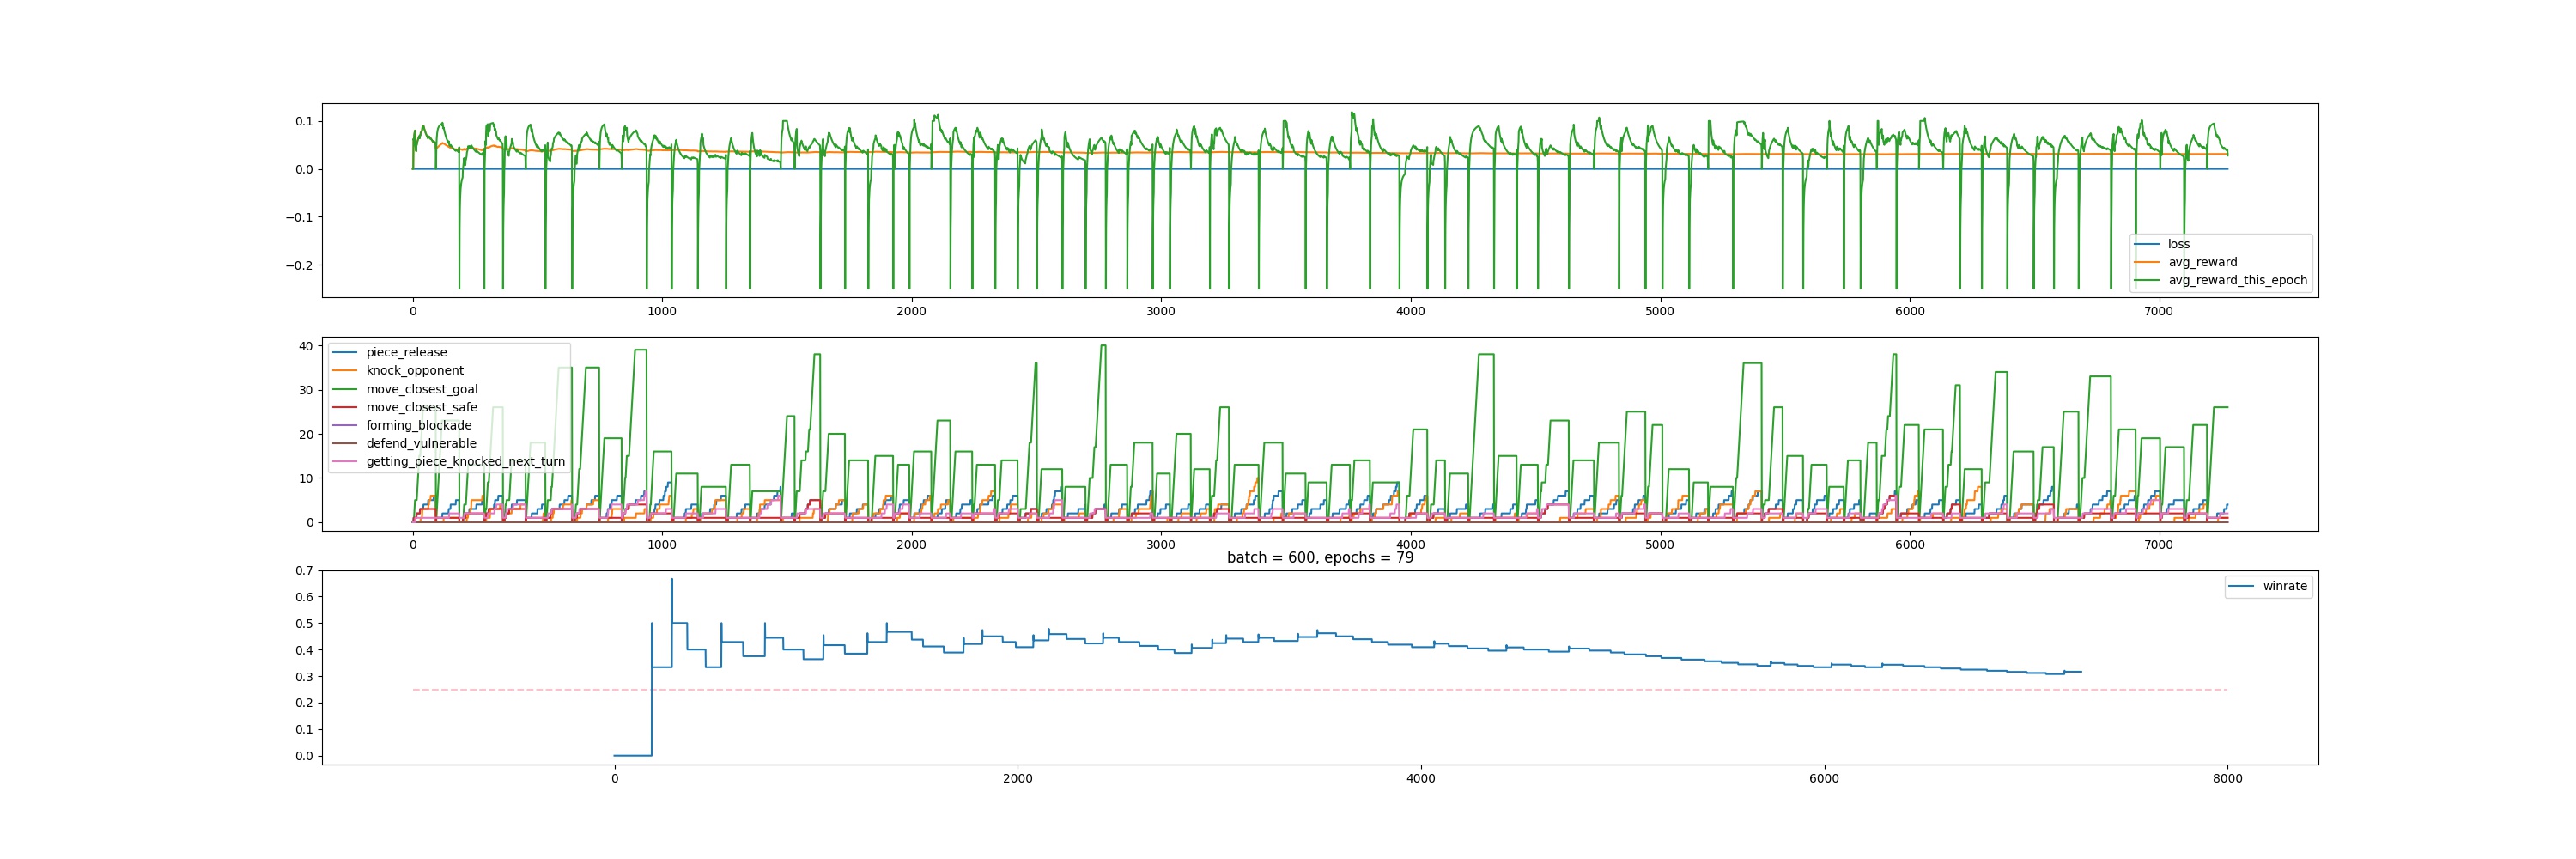 0.1
0.0
−0.1
−0.2
loss
avg_reward
avg_reward_this_epoch
0 1000 2000 3000 4000 5000 6000 7000
40
30
20
10
0
piece_release
knock_opponent
move_closest_goal
move_closest_safe
forming_blockade
defend_vulnerable
getting_piece_knocked_next_turn
0 1000 2000 3000 4000 5000 6000 7000
batch = 600, epochs = 79
0.7
0.6
0.5
0.4
0.3
0.2
0.1
0.0
winrate
0 2000 4000 6000 8000